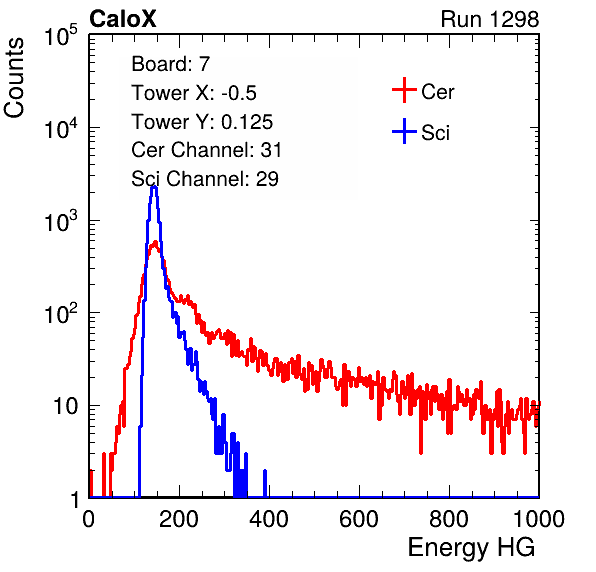 CaloX Run 1298
Counts
10^5
10^4
10^3
10^2
10
1
Board: 7
Tower X: -0.5
Tower Y: 0.125
Cer Channel: 31
Sci Channel: 29
Cer
Sci
0 200 400 600 800 1000
Energy HG